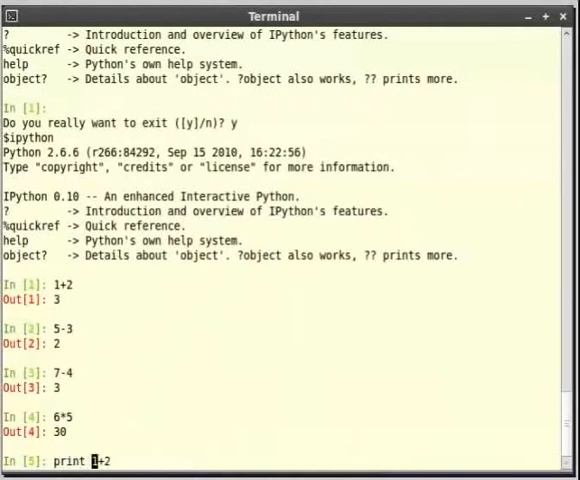 Terminal
? -> Introduction and overview of IPython's features.
%quickref -> Quick reference.
help -> Python's own help system.
object? -> Details about 'object'. ?object also works, ?? prints more.
In [1]:
Do you really want to exit ([y]/n)? y
$ipython
Python 2.6.6 (r266:84292, Sep 15 2010, 16:22:56)
Type "copyright", "credits" or "license" for more information.
IPython 0.10 -- An enhanced Interactive Python.
? -> Introduction and overview of IPython's features.
%quickref -> Quick reference.
help -> Python's own help system.
object? -> Details about 'object'. ?object also works, ?? prints more.
In [1]: 1+2
Out[1]: 3
In [2]: 5-3
Out[2]: 2
In [3]: 7-4
Out[3]: 3
In [4]: 6*5
Out[4]: 30
In [5]: print 1+2